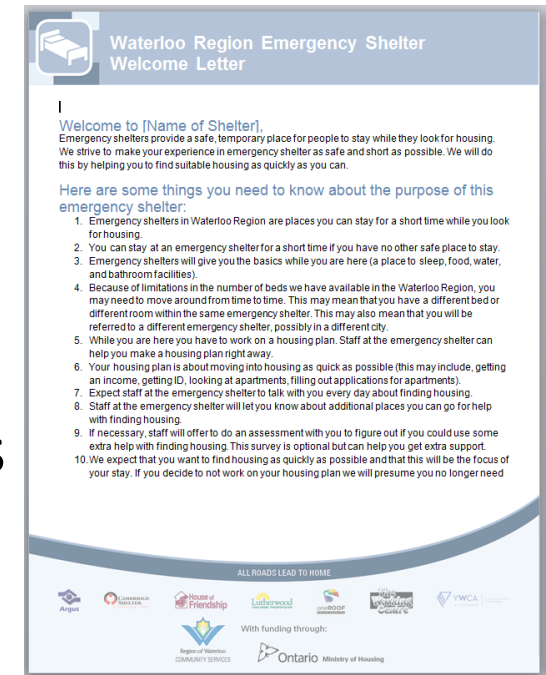 Waterloo Region Emergency Shelter
Welcome Letter
Welcome to [Name of Shelter],
Emergency shelters provide a safe, temporary place for people to stay while they look for housing.
We strive to make your experience in emergency shelter as safe and short as possible. We will do
this by helping you to find suitable housing as quickly as you can.
Here are some things you need to know about the purpose of this
emergency shelter:
1. Emergency shelters in Waterloo Region are places you can stay for a short time while you look
for housing.
2. You can stay at an emergency shelter for a short time if you have no other safe place to stay.
3. Emergency shelters will give you the basics while you are here (a place to sleep, food, water,
and bathroom facilities).
4. Because of limitations in the number of beds we have available in the Waterloo Region, you
may need to move around from time to time. This may mean that you have a different bed or
different room within the same emergency shelter. This may also mean that you will be
referred to a different emergency shelter, possibly in a different city.
5. While you are here you have to work on a housing plan. Staff at the emergency shelter can
help you make a housing plan right away.
6. Your housing plan is about moving into housing as quick as possible (this may include, getting
an income, getting ID, looking at apartments, filling out applications for apartments).
7. Expect staff at the emergency shelter to talk with you every day about finding housing.
8. Staff at the emergency shelter will let you know about additional places you can go for help
with finding housing.
9. If necessary, staff will offer to do an assessment with you to figure out if you could use some
extra help with finding housing. This survey is optional but can help you get extra support.
s
10. We expect that you want to find housing as quickly as possible and that this will be the focus of
your stay. If you decide to not work on your housing plan we will presume you no longer need
ALL ROADS LEAD TO HOME
Argus
CAMBRIDGE SHELTER
House of Friendship
Lutherwood
oneROOF
The Working Centre
YWCA
With funding through:
Region of Waterloo
COMMUNITY SERVICES
Ontario Ministry of Housing